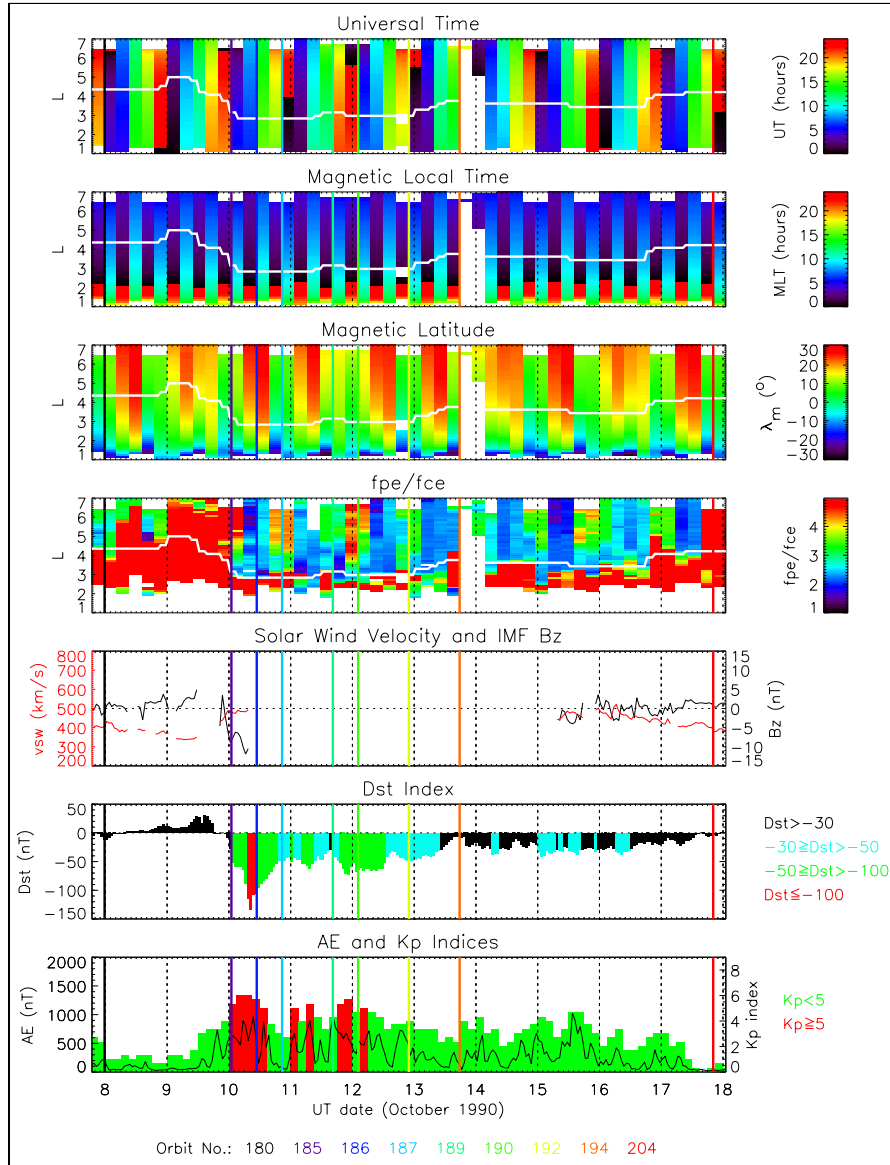 Universal Time
7
6
5
4
3
2
1
L
20
15
10
5
0
UT (hours)
Magnetic Local Time
7
6
5
4
3
2
1
L
20
15
10
5
0
MLT (hours)
Magnetic Latitude
7
6
5
4
3
2
1
L
30
20
10
0
-10
-20
-30
λm (°)
fpe/fce
7
6
5
4
3
2
1
L
4
3
2
1
fpe/fce
Solar Wind Velocity and IMF Bz
800
700
600
500
400
300
200
vsw (km/s)
15
10
5
0
-5
-10
-15
Bz (nT)
Dst Index
50
0
-50
-100
-150
Dst (nT)
Dst>-30
-30≧Dst>-50
-50≧Dst>-100
Dst≦-100
AE and Kp Indices
2000
1500
1000
500
0
AE (nT)
8
6
4
2
0
Kp index
Kp<5
Kp≧5
8 9 10 11 12 13 14 15 16 17 18
UT date (October 1990)
Orbit No.: 180 185 186 187 189 190 192 194 204